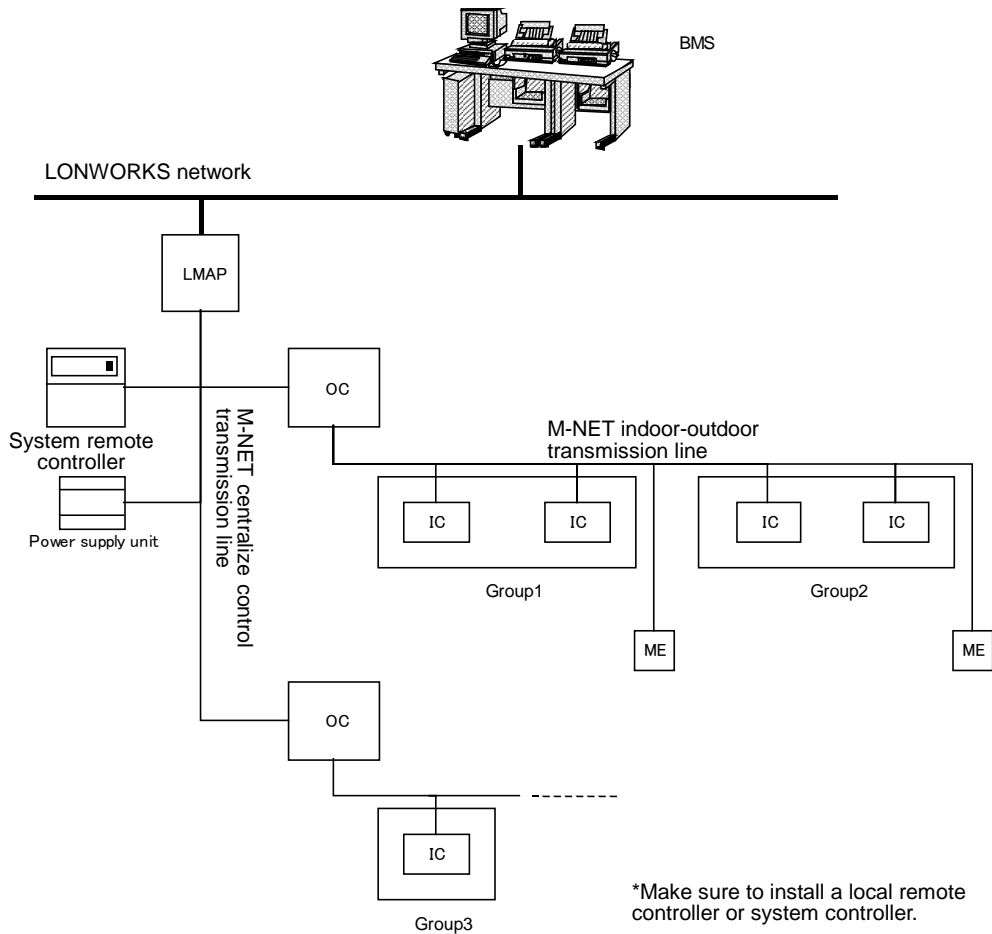 BMS
LONWORKS network
LMAP
OC
System remote
controller
M-NET centralize control
transmission line
M-NET indoor-outdoor
transmission line
Power supply unit
IC
IC
IC
IC
Group1
Group2
ME
ME
OC
IC
Group3
*Make sure to install a local remote
controller or system controller.